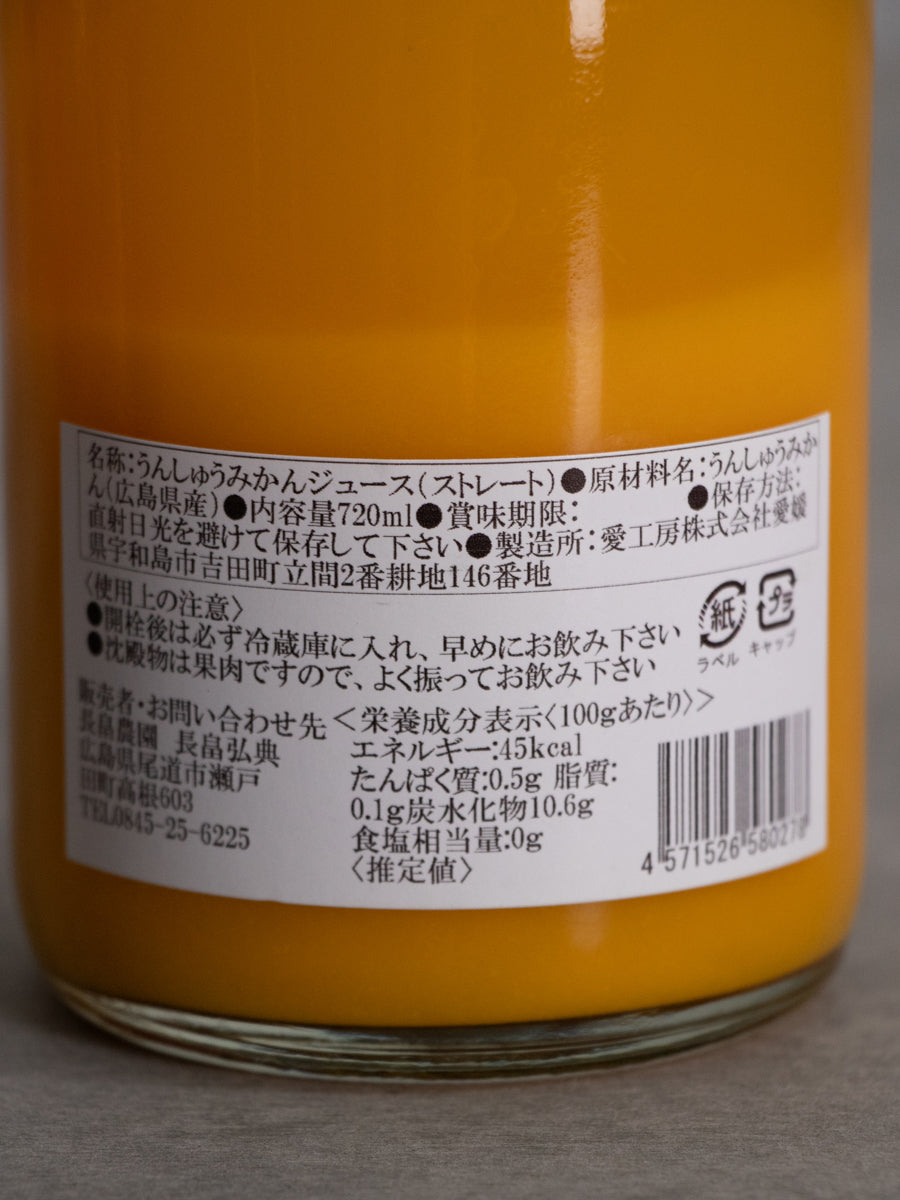 名称：うんしゅうみかんジュース（ストレート）●原材料名：うんしゅうみか
ん（広島県産）●内容量720ml●賞味期限： ●保存方法：
直射日光を避けて保存して下さい●製造所：愛工房株式会社愛媛
県宇和島市吉田町立間2番耕地146番地
〈使用上の注意〉
●開栓後は必ず冷蔵庫に入れ、早めにお飲み下さい
●沈殿物は果肉ですので、よく振ってお飲み下さい
紙
ラベル
プラ
キャップ
販売者・お問い合わせ先
長畠農園 長畠弘典
広島県尾道市瀬戸
田町高根603
TEL0845-25-6225
＜栄養成分表示〈100gあたり〉＞
エネルギー:45kcal
たんぱく質:0.5g 脂質:
0.1g炭水化物10.6g
食塩相当量:0g
〈推定値〉
4 571526 580278